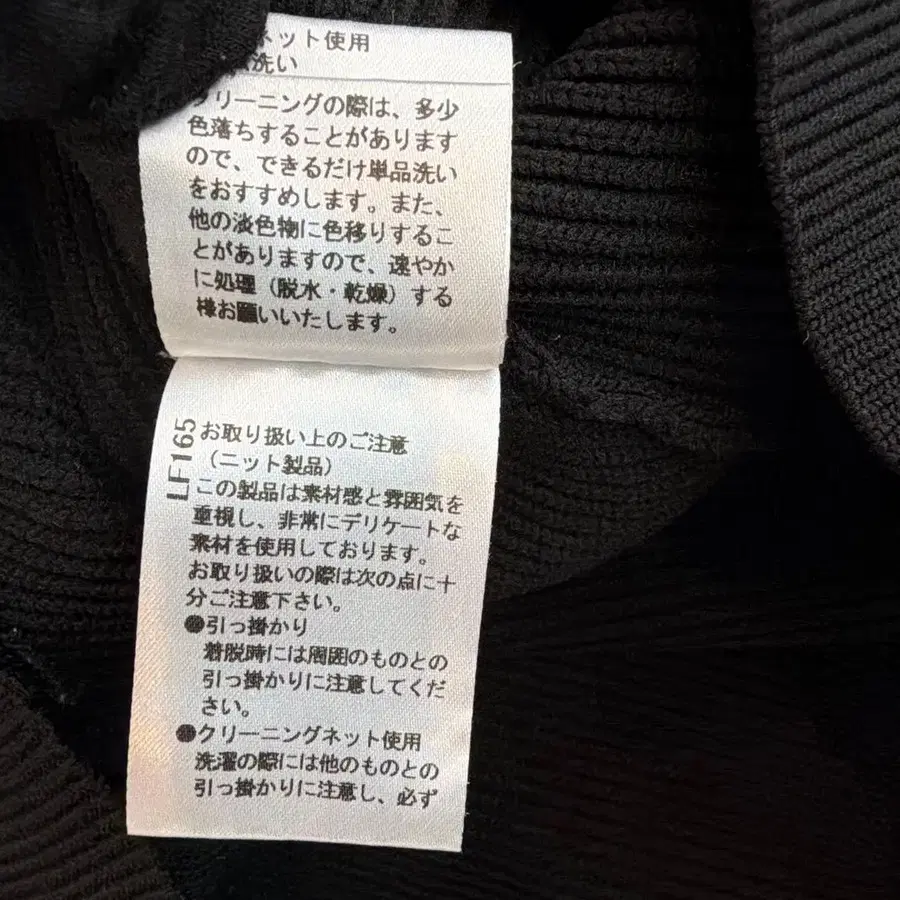 ネット使用
洗い
クリーニングの際は、多少
色落ちすることがあります
ので、できるだけ単品洗い
をおすすめします。また、
他の淡色物に色移りするこ
とがありますので、速やか
に処理（脱水・乾燥）する
様お願いいたします。
LF165
お取り扱い上のご注意
（ニット製品）
この製品は素材感と雰囲気を
重視し、非常にデリケートな
素材を使用しております。
お取り扱いの際は次の点に十
分ご注意下さい。
●引っ掛かり
着脱時には周囲のものとの
引っ掛かりに注意してくだ
さい。
●クリーニングネット使用
洗濯の際には他のものとの
引っ掛かりに注意し、必ず